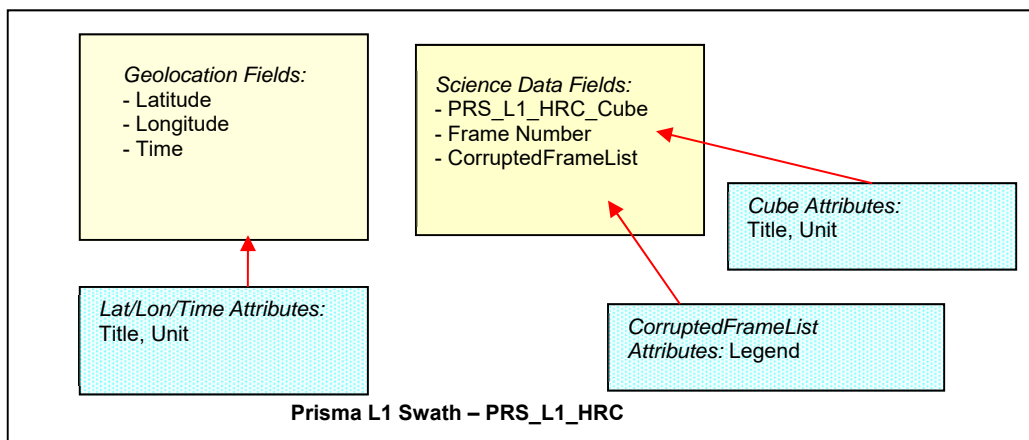 Geolocation Fields:
- Latitude
- Longitude
- Time
Science Data Fields:
- PRS_L1_HRC_Cube
- Frame Number
- CorruptedFrameList
Cube Attributes:
Title, Unit
Lat/Lon/Time Attributes:
Title, Unit
CorruptedFrameList
Attributes: Legend
Prisma L1 Swath – PRS_L1_HRC